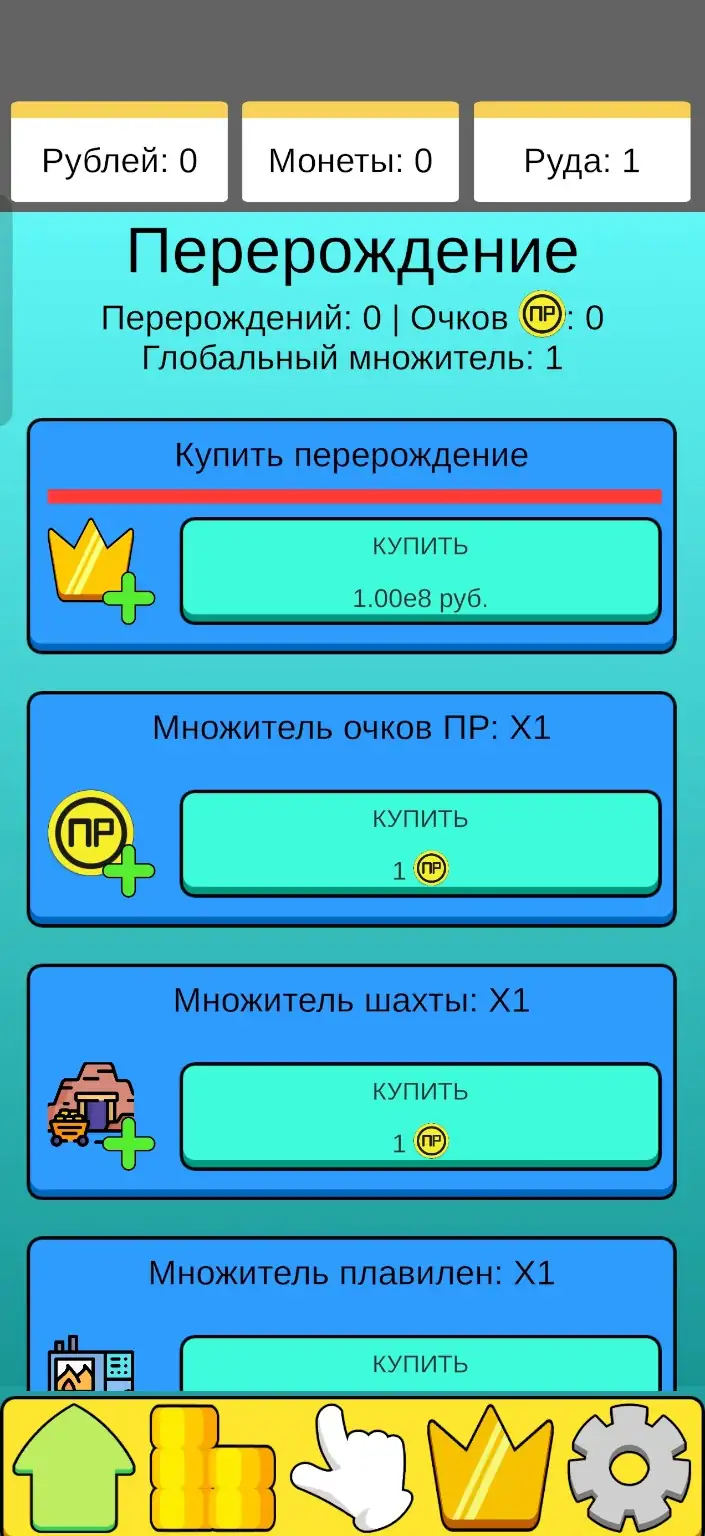 Рублей: 0
Монеты: 0
Руда: 1
Перерождение
Перерождений: 0 | Очков ПР: 0
Глобальный множитель: 1
Купить перерождение
КУПИТЬ
1.00e8 руб.
Множитель очков ПР: X1
ПР
КУПИТЬ
1 ПР
Множитель шахты: X1
КУПИТЬ
1 ПР
Множитель плавилен: X1
КУПИТЬ